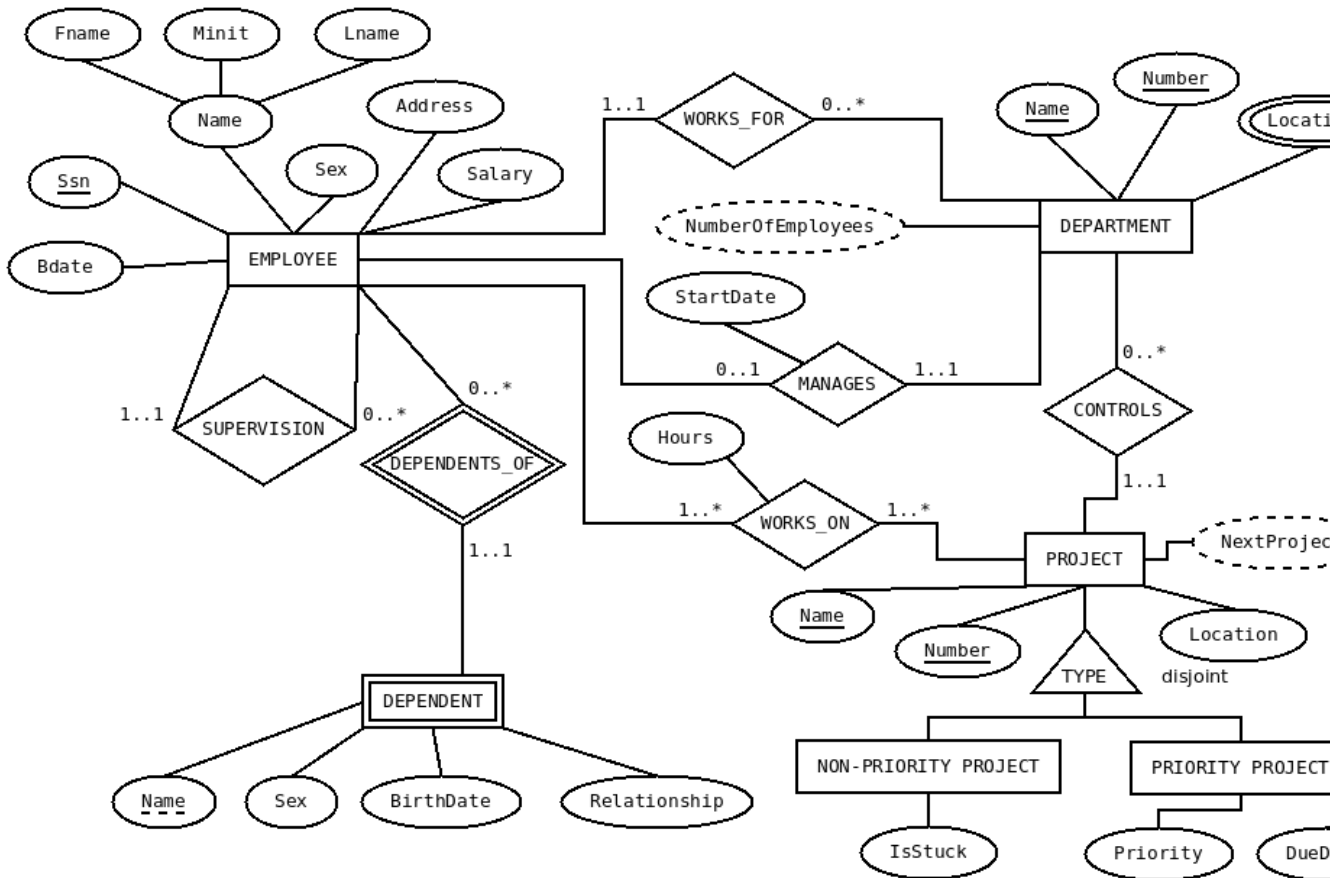 Fname
Minit
Lname
Name
Address
Ssn
Sex
Salary
Bdate
EMPLOYEE
1..1
WORKS_FOR
0..*
Name
Number
NumberOfEmployees
DEPARTMENT
StartDate
0..1
MANAGES
1..1
0..*
CONTROLS
1..1
1..1
SUPERVISION
0..*
0..*
DEPENDENTS_OF
1..1
Hours
1..*
WORKS_ON
1..*
PROJECT
Name
Number
Location
TYPE
disjoint
DEPENDENT
Name
Sex
BirthDate
Relationship
NON-PRIORITY PROJECT
PRIORITY PROJECT
IsStuck
Priority